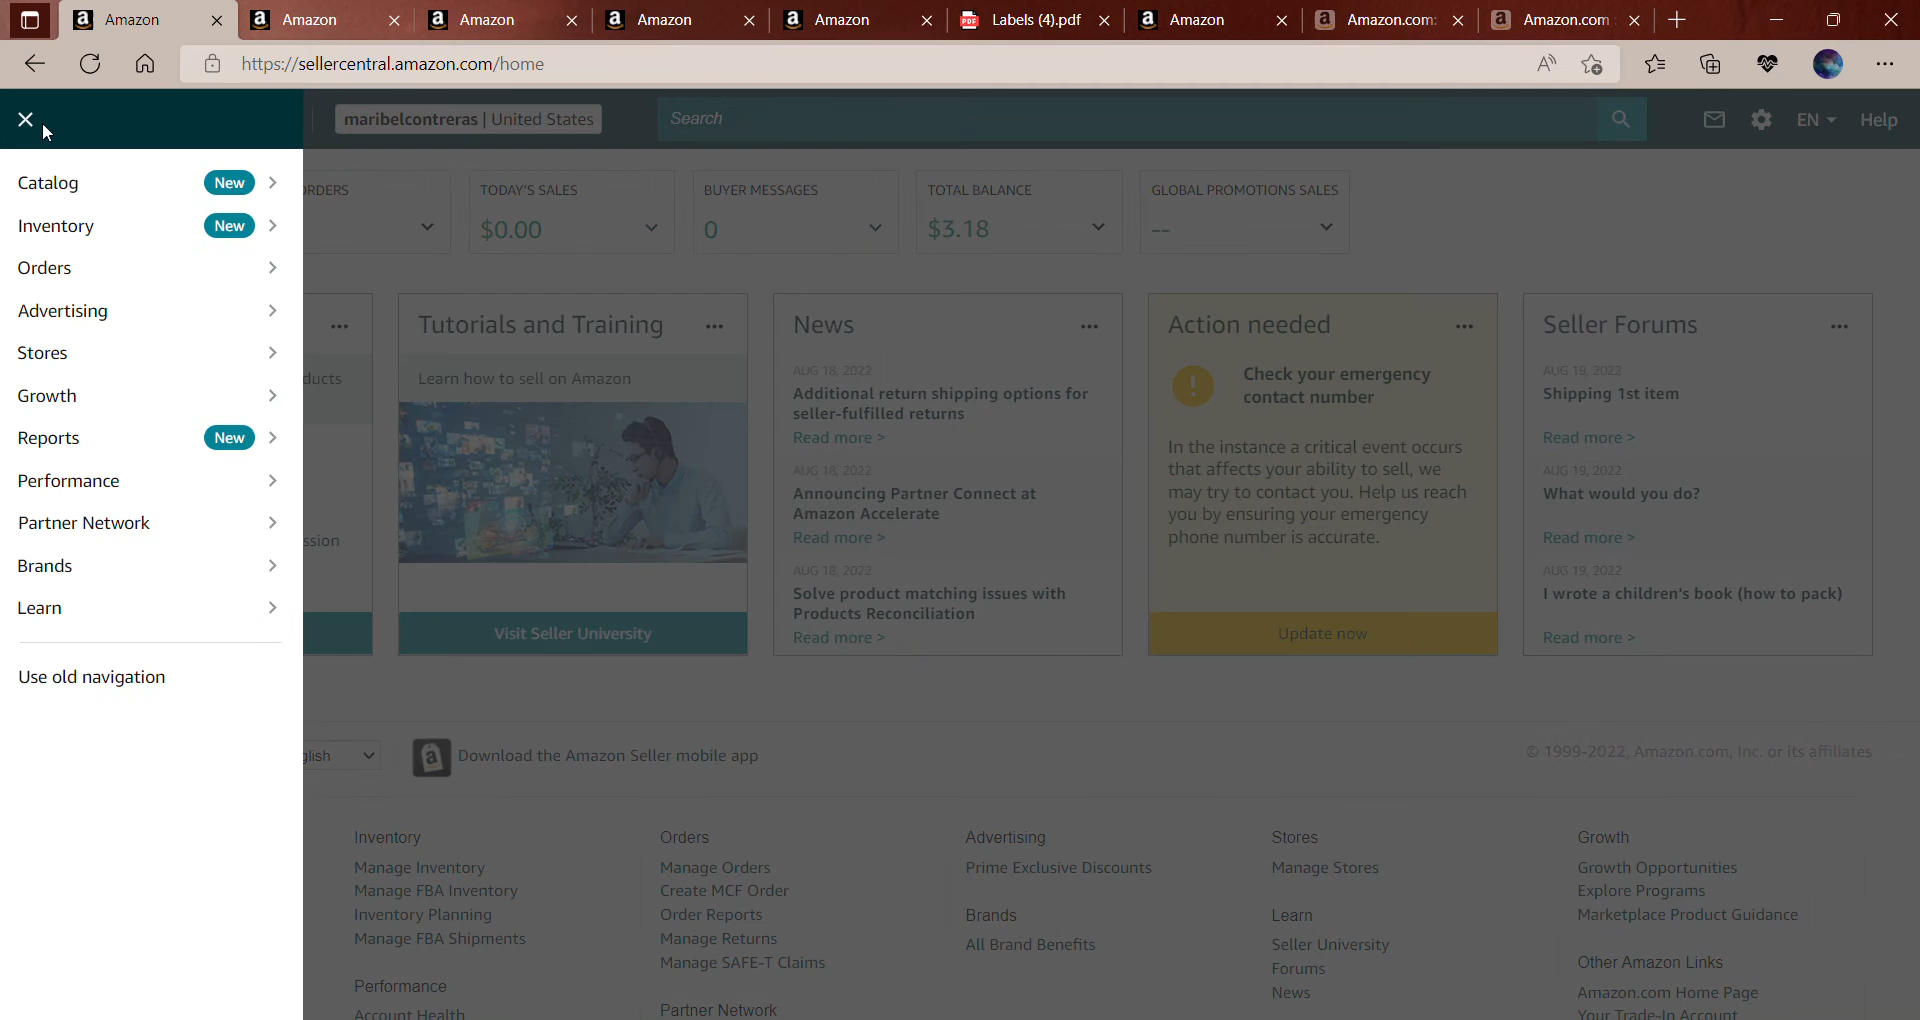 Amazon
Amazon
Amazon
Amazon
Amazon
Labels (4).pdf
Amazon
Amazon.com:
Amazon.com :
https://sellercentral.amazon.com/home
maribelcontreras | United States
Search
EN
Help
Catalog New
Inventory New
Orders
Advertising
Stores
Growth
Reports New
Performance
Partner Network
Brands
Learn
Use old navigation
ORDERS
TODAY'S SALES
$0.00
BUYER MESSAGES
0
TOTAL BALANCE
$3.18
GLOBAL PROMOTIONS SALES
--
Tutorials and Training
Learn how to sell on Amazon
Visit Seller University
News
AUG 18, 2022
Additional return shipping options for
seller-fulfilled returns
Read more >
AUG 18, 2022
Announcing Partner Connect at
Amazon Accelerate
Read more >
AUG 18, 2022
Solve product matching issues with
Products Reconciliation
Read more >
Action needed
Check your emergency
contact number
In the instance a critical event occurs
that affects your ability to sell, we
may try to contact you. Help us reach
you by ensuring your emergency
phone number is accurate.
Update now
Seller Forums
AUG 19, 2022
Shipping 1st item
Read more >
AUG 19, 2022
What would you do?
Read more >
AUG 19, 2022
I wrote a children's book (how to pack)
Read more >
Download the Amazon Seller mobile app
© 1999-2022, Amazon.com, Inc. or its affiliates
Inventory
Manage Inventory
Manage FBA Inventory
Inventory Planning
Manage FBA Shipments
Performance
Account Health
Orders
Manage Orders
Create MCF Order
Order Reports
Manage Returns
Manage SAFE-T Claims
Partner Network
Advertising
Prime Exclusive Discounts
Brands
All Brand Benefits
Stores
Manage Stores
Learn
Seller University
Forums
News
Growth
Growth Opportunities
Explore Programs
Marketplace Product Guidance
Other Amazon Links
Amazon.com Home Page
Your Trade-In Account